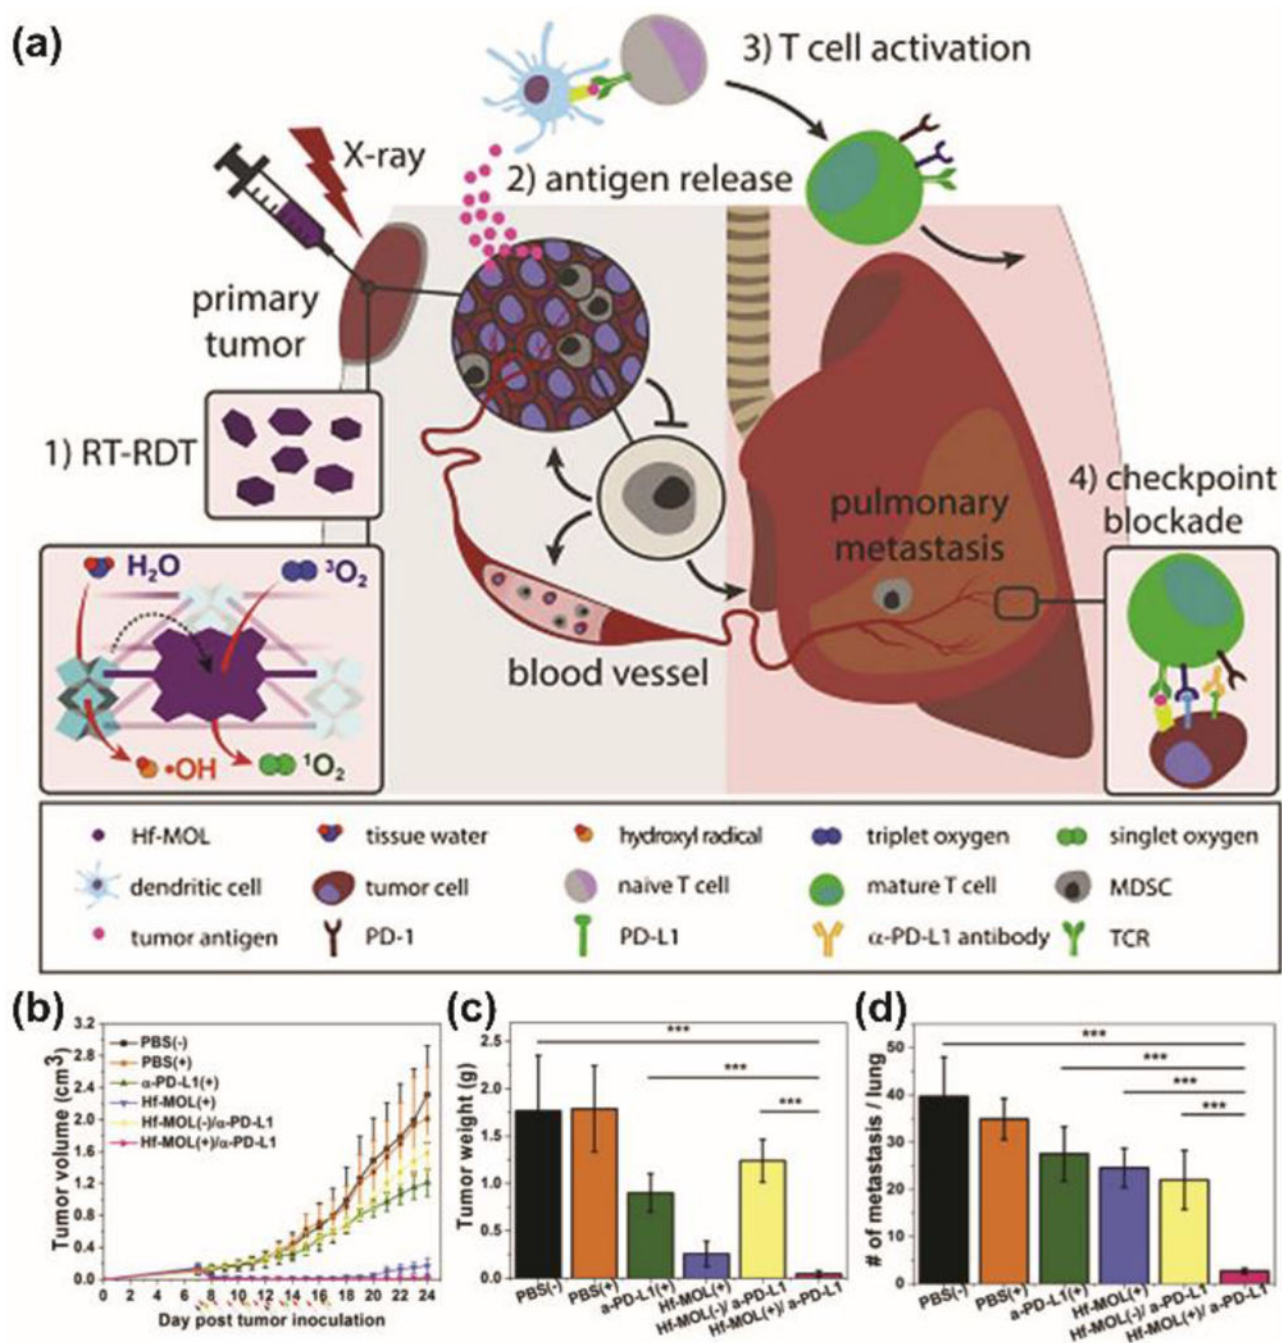 (a)
3) T cell activation
X-ray
2) antigen release
primary
tumor
1) RT-RDT
4) checkpoint
blockade
pulmonary
metastasis
H₂O
³O₂
blood vessel
•OH
¹O₂
Hf-MOL
tissue water
hydroxyl radical
triplet oxygen
singlet oxygen
dendritic cell
tumor cell
naive T cell
mature T cell
MDSC
tumor antigen
PD-1
PD-L1
α-PD-L1 antibody
TCR
(b)
Tumor volume (cm³)
3.2
2.8
2.4
2.0
1.6
1.2
0.8
0.4
0.0
PBS(-)
PBS(+)
α-PD-L1(+)
Hf-MOL(+)
Hf-MOL(-)/α-PD-L1
Hf-MOL(+)/α-PD-L1
0 2 4 6 8 10 12 14 16 18 20 22 24
Day post tumor inoculation
(c)
Tumor weight (g)
2.5
2.0
1.5
1.0
0.5
0.0
***
***
***
PBS(-)
PBS(+)
a-PD-L1(+)
Hf-MOL(+)
Hf-MOL(-)/ a-PD-L1
Hf-MOL(+)/ a-PD-L1
(d)
# of metastasis / lung
50
40
30
20
10
0
***
***
***
***
PBS(-)
PBS(+)
a-PD-L1(+)
Hf-MOL(+)
Hf-MOL(-)/ a-PD-L1
Hf-MOL(+)/ a-PD-L1